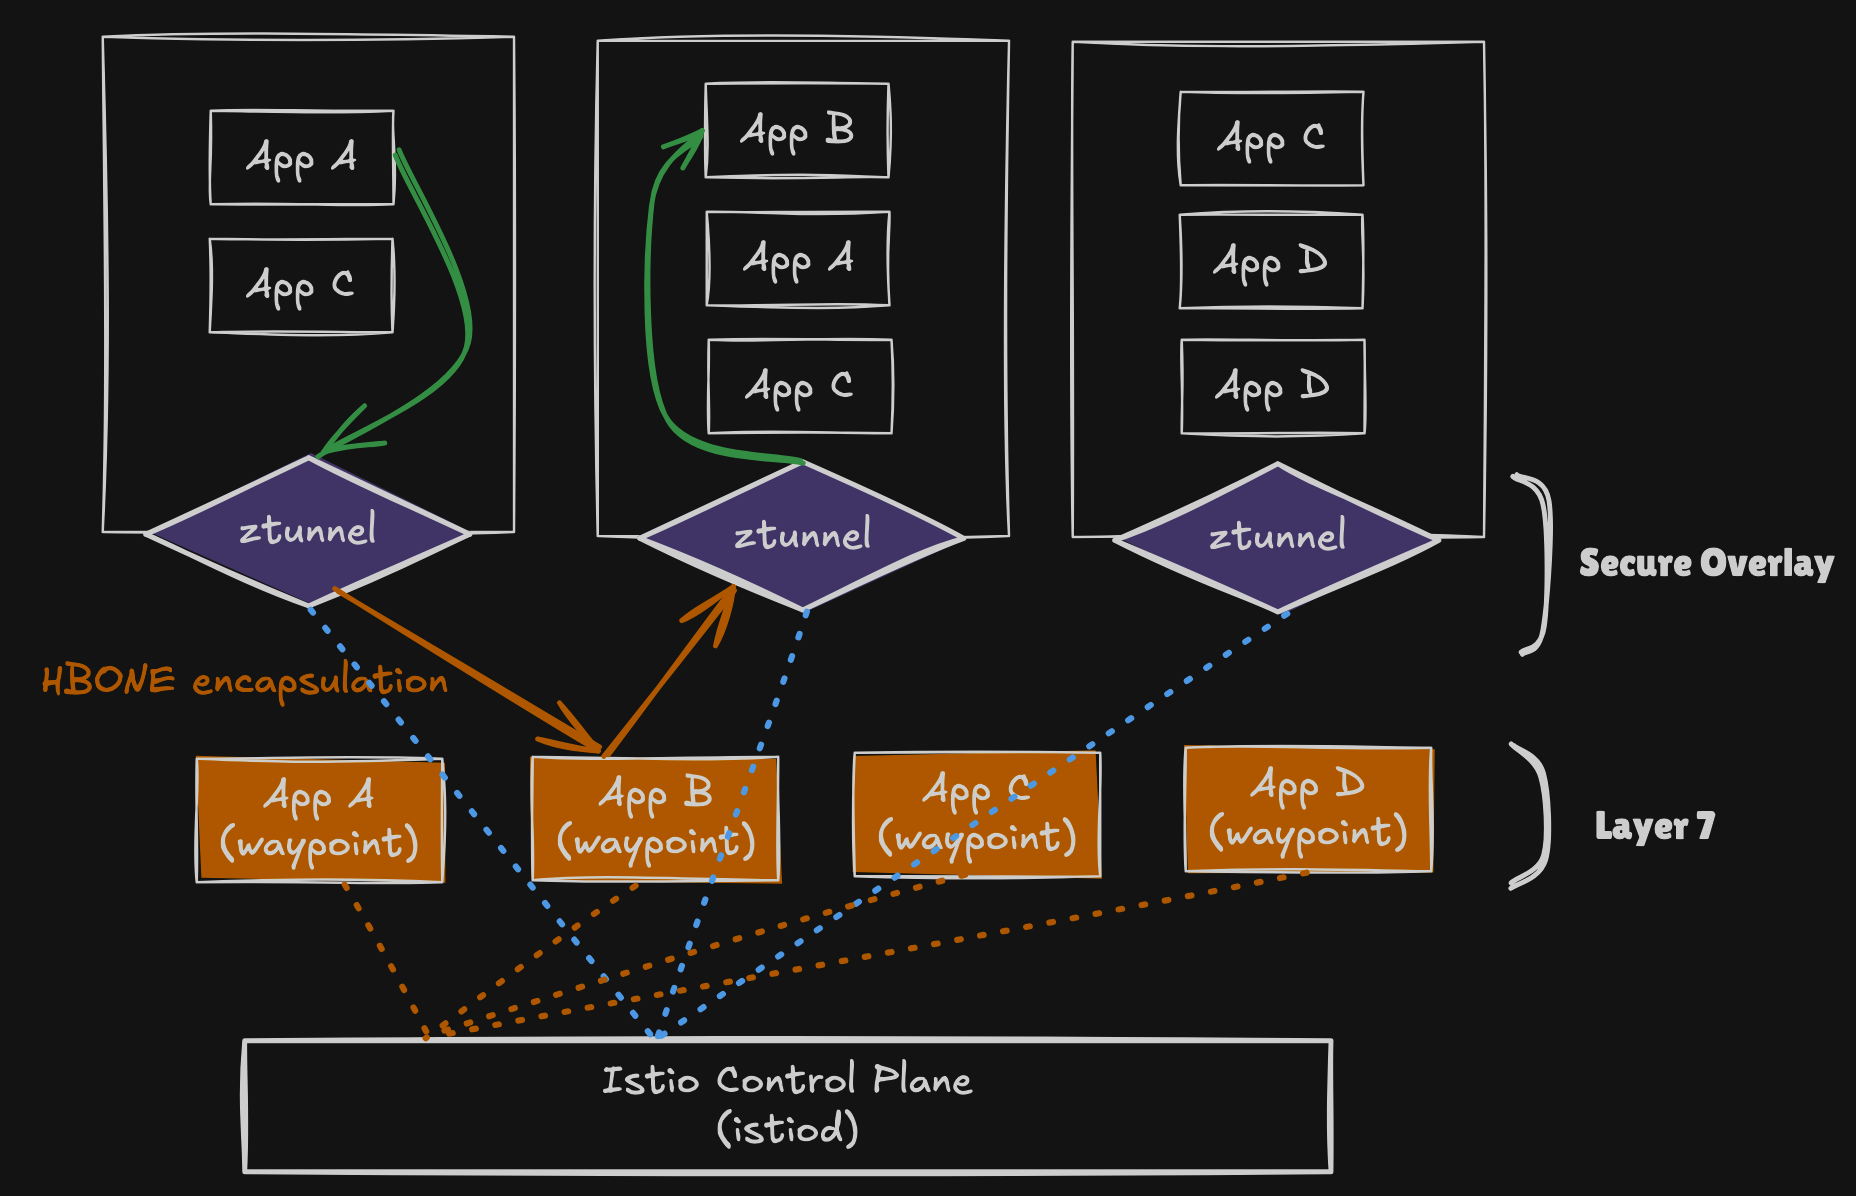 App A
App C
App B
App A
App C
App C
App D
App D
ztunnel
ztunnel
ztunnel
Secure Overlay
HBONE encapsulation
App A
(waypoint)
App B
(waypoint)
App C
(waypoint)
App D
(waypoint)
Layer 7
Istio Control Plane
(istiod)